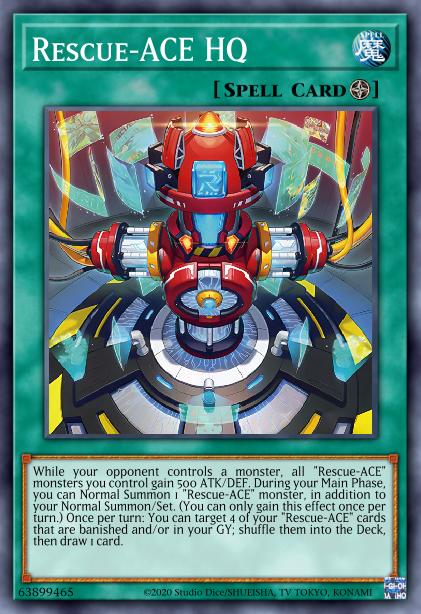 Rescue-ACE HQ
SPELL
魔
[Spell Card]
While your opponent controls a monster, all "Rescue-ACE"
monsters you control gain 500 ATK/DEF. During your Main Phase,
you can Normal Summon 1 "Rescue-ACE" monster, in addition to
your Normal Summon/Set. (You can only gain this effect once per
turn.) Once per turn: You can target 4 of your "Rescue-ACE" cards
that are banished and/or in your GY; shuffle them into the Deck,
then draw 1 card.
63899465
©2020 Studio Dice/SHUEISHA, TV TOKYO, KONAMI